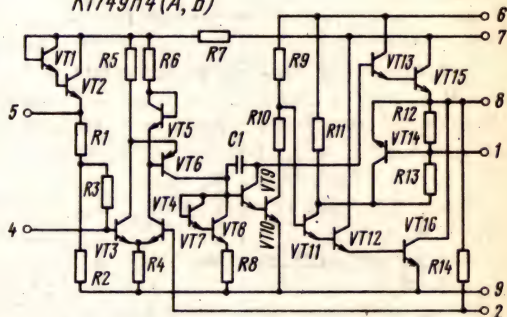 К1749Н4 (А, Б)
VT1
R5
R6
R7
R9
VT13
6
7
VT2
VT15
5
VT5
C1
R10
R11
R12
8
R1
VT6
VT14
1
R3
VT4
VT9
R13
4
VT3
VT7
VT8
VT10
VT11
VT12
VT16
R2
R4
R8
R14
9
2